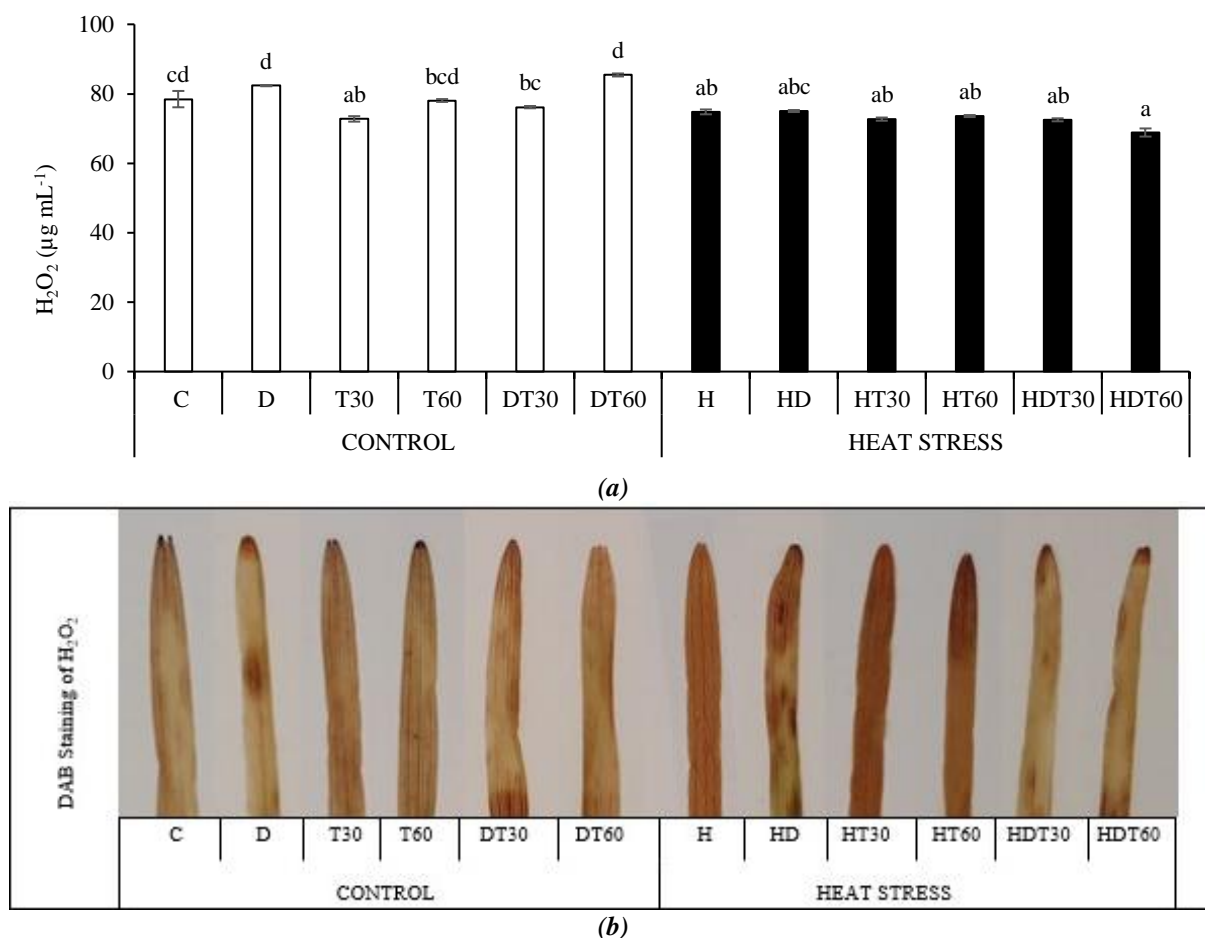 100
80
60
40
20
0
H₂O₂ (µg mL⁻¹)
cd
d
ab
bcd
bc
d
ab
abc
ab
ab
ab
a
C D T30 T60 DT30 DT60 H HD HT30 HT60 HDT30 HDT60
CONTROL HEAT STRESS
(a)
DAB Staining of H₂O₂
C D T30 T60 DT30 DT60 H HD HT30 HT60 HDT30 HDT60
CONTROL HEAT STRESS
(b)